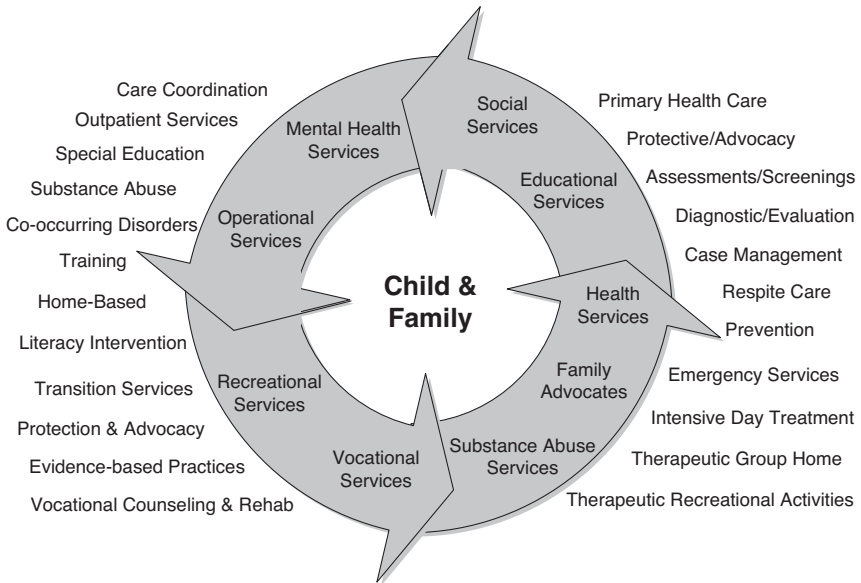 Care Coordination
Outpatient Services
Special Education
Substance Abuse
Co-occurring Disorders
Training
Home-Based
Literacy Intervention
Transition Services
Protection & Advocacy
Evidence-based Practices
Vocational Counseling & Rehab
Mental Health
Services
Operational
Services
Recreational
Services
Vocational
Services
Child &
Family
Social
Services
Educational
Services
Health
Services
Family
Advocates
Substance Abuse
Services
Primary Health Care
Protective/Advocacy
Assessments/Screenings
Diagnostic/Evaluation
Case Management
Respite Care
Prevention
Emergency Services
Intensive Day Treatment
Therapeutic Group Home
Therapeutic Recreational Activities